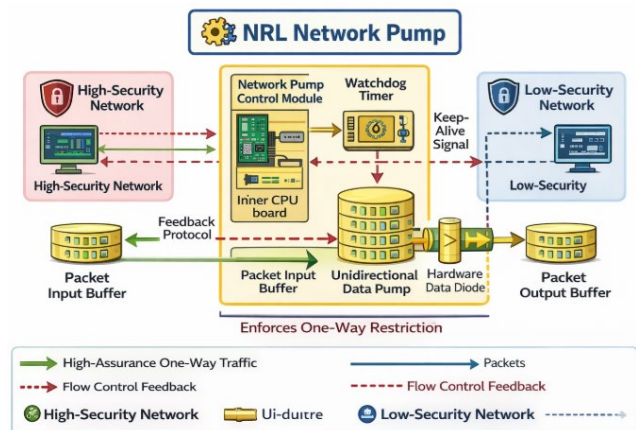 NRL Network Pump
High-Security
Network
High-Security Network
Network Pump
Control Module
Inner CPU
board
Watchdog
Timer
Keep-
Alive
Signal
Low-Security
Network
Low-Security
Feedback
Protocol
Packet
Input Buffer
Packet Input
Buffer
Unidirectional
Data Pump
Hardware
Data Diode
Packet
Output Buffer
Enforces One-Way Restriction
High-Assurance One-Way Traffic
Packets
Flow Control Feedback
Flow Control Feedback
High-Security Network
Ui-dutre
Low-Security Network